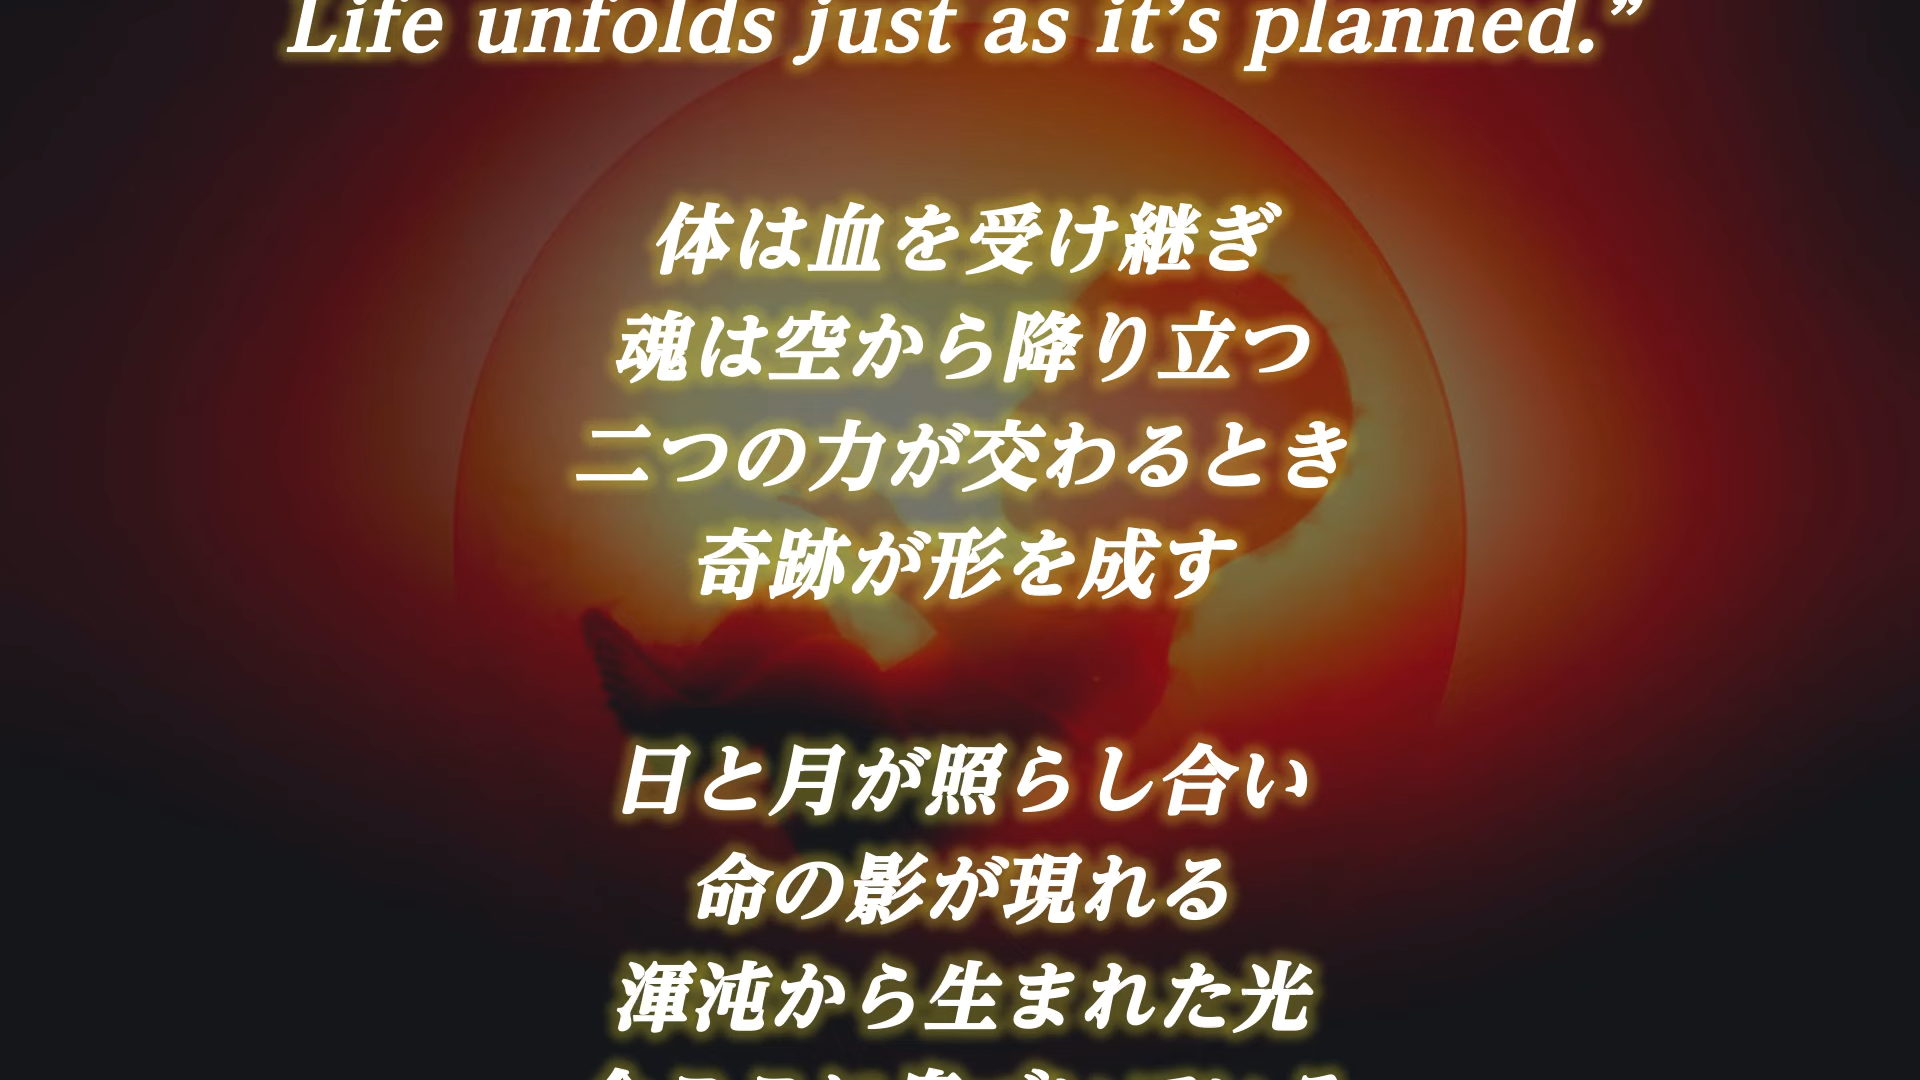 Life unfolds just as it’s planned.”
体は血を受け継ぎ
魂は空から降り立つ
二つの力が交わるとき
奇跡が形を成す
日と月が照らし合い
命の影が現れる
渾沌から生まれた光